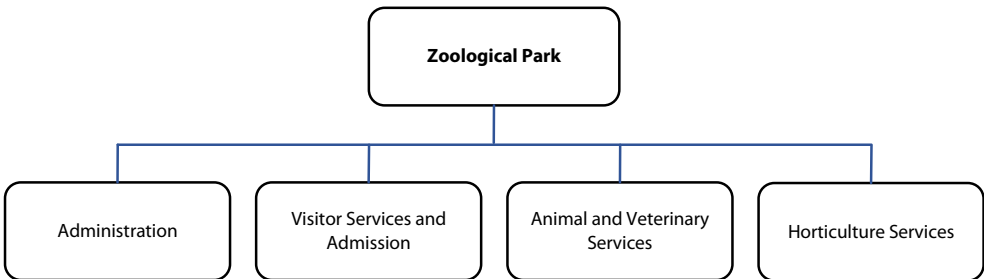 Zoological Park
Administration
Visitor Services and
Admission
Animal and Veterinary
Services
Horticulture Services